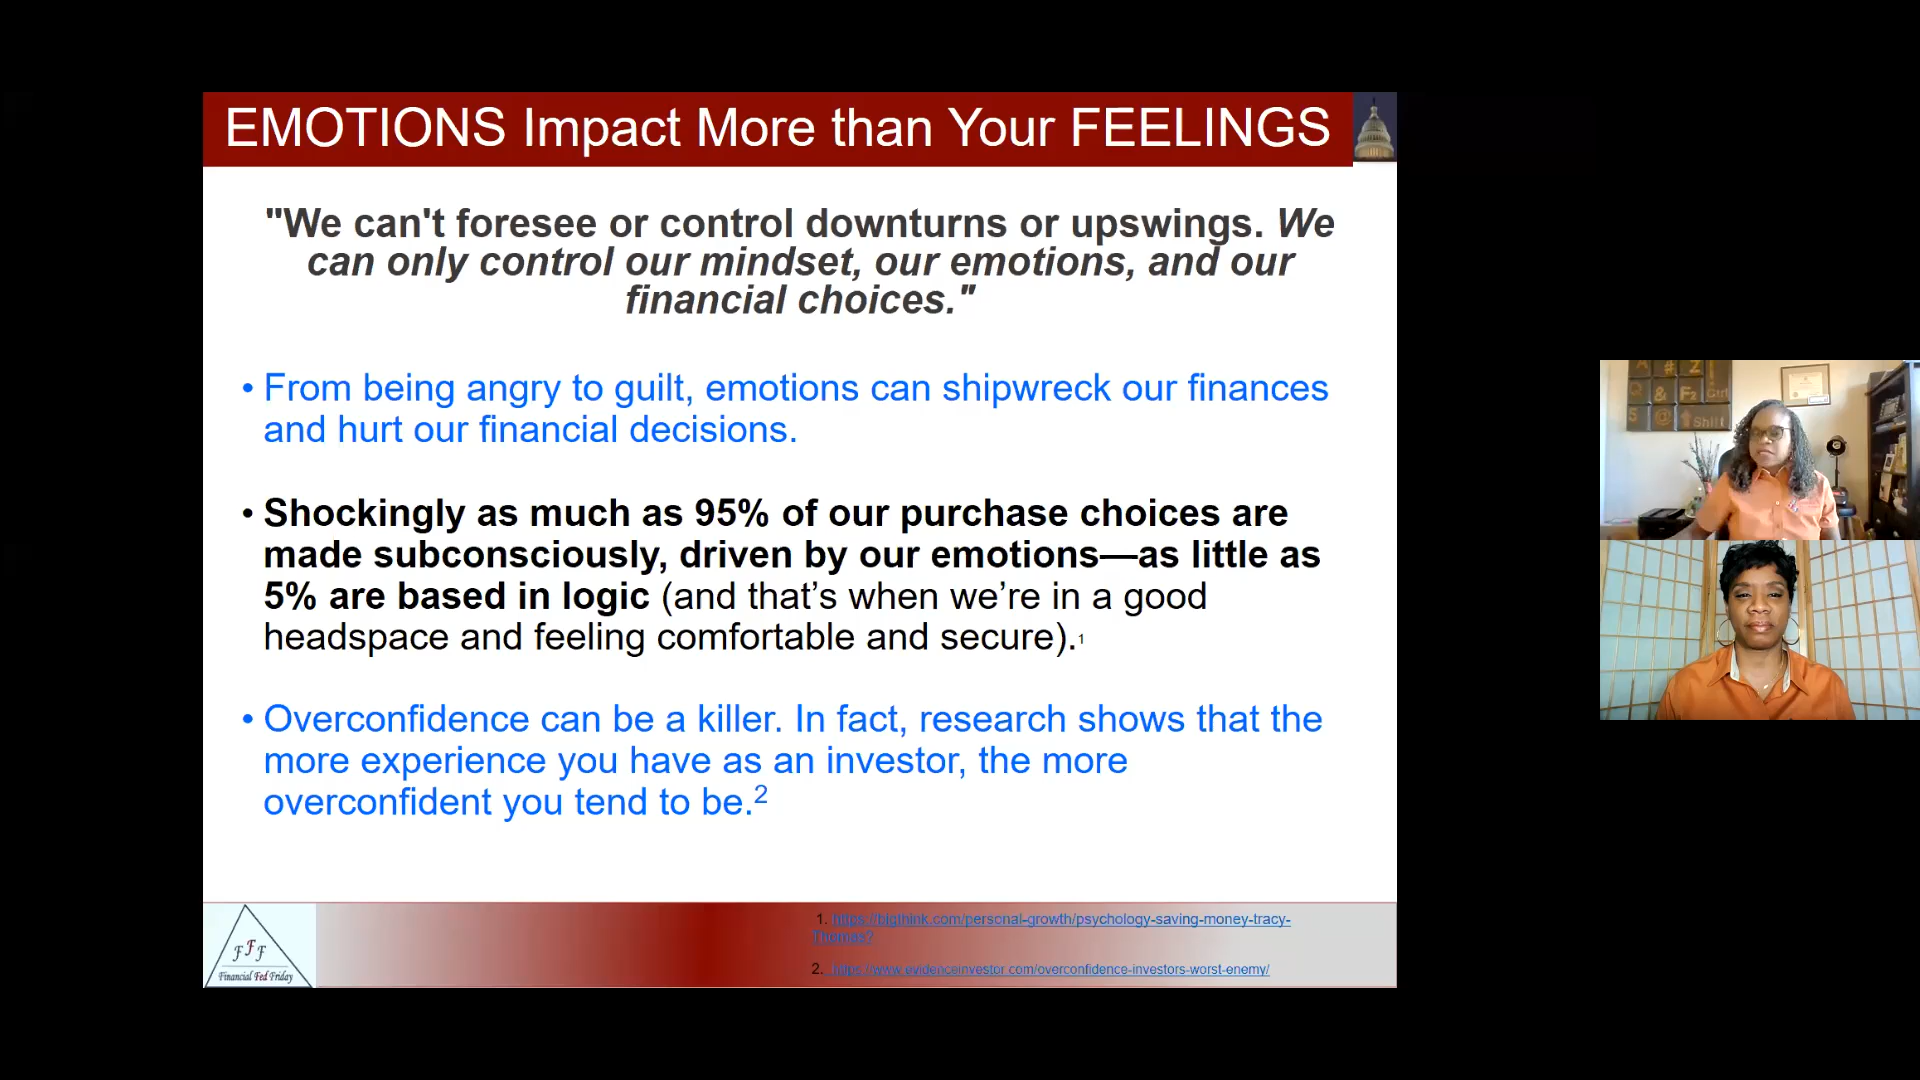 EMOTIONS Impact More than Your FEELINGS
"We can't foresee or control downturns or upswings. We
can only control our mindset, our emotions, and our
financial choices."
• From being angry to guilt, emotions can shipwreck our finances
and hurt our financial decisions.
• Shockingly as much as 95% of our purchase choices are
made subconsciously, driven by our emotions—as little as
5% are based in logic (and that’s when we’re in a good
headspace and feeling comfortable and secure).1
• Overconfidence can be a killer. In fact, research shows that the
more experience you have as an investor, the more
overconfident you tend to be.2
FFF
Financial Fed Friday
1. https://bigthink.com/personal-growth/psychology-saving-money-tracy-
Thomas?
2. https://www.evidenceinvestor.com/overconfidence-investors-worst-enemy/
A # Z !
Q & F2 Ctrl
5 @ Shift